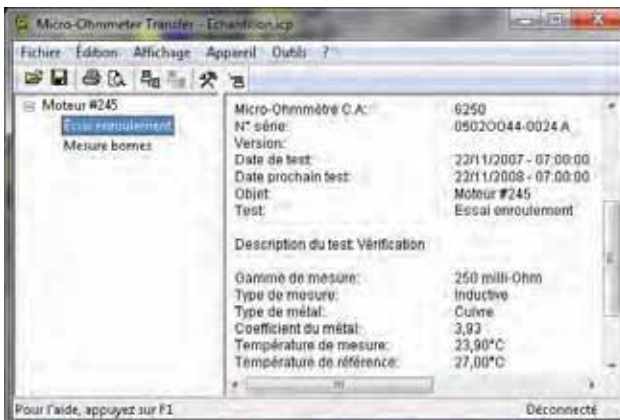 Micro-Ohmmeter Transfer - Echantillon.icp
Fichier Édition Affichage Appareil Outils ?
Moteur #245
Essai enroulement
Mesure bornes
Micro-Ohmmètre C.A: 6250
N° série: 05020044-0024 A
Version:
Date de test: 22/11/2007 - 07:00:00
Date prochain test: 22/11/2008 - 07:00:00
Objet: Moteur #245
Test: Essai enroulement
Description du test: Vérification
Gamme de mesure: 250 milli-Ohm
Type de mesure: Inductive
Type de métal: Cuivre
Coefficient du métal: 3,93
Température de mesure: 23,90°C
Température de référence: 27,00°C
Pour l'aide, appuyez sur F1 Déconnecté